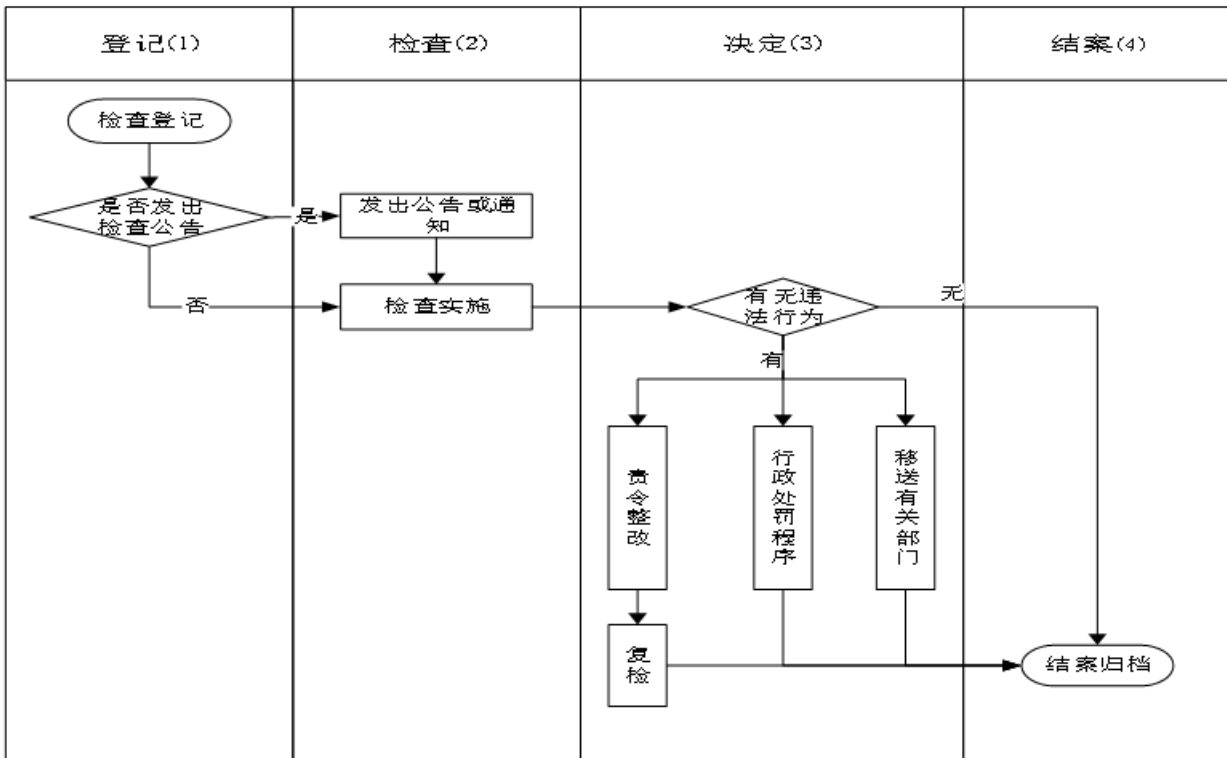 登记(1)
检查(2)
决定(3)
结案(4)
检查登记
是否发出
检查公告
是
发出公告或通
知
否
检查实施
有无违
法行为
无
有
责令整改
行政处罚程序
移送有关部门
复检
结案归档